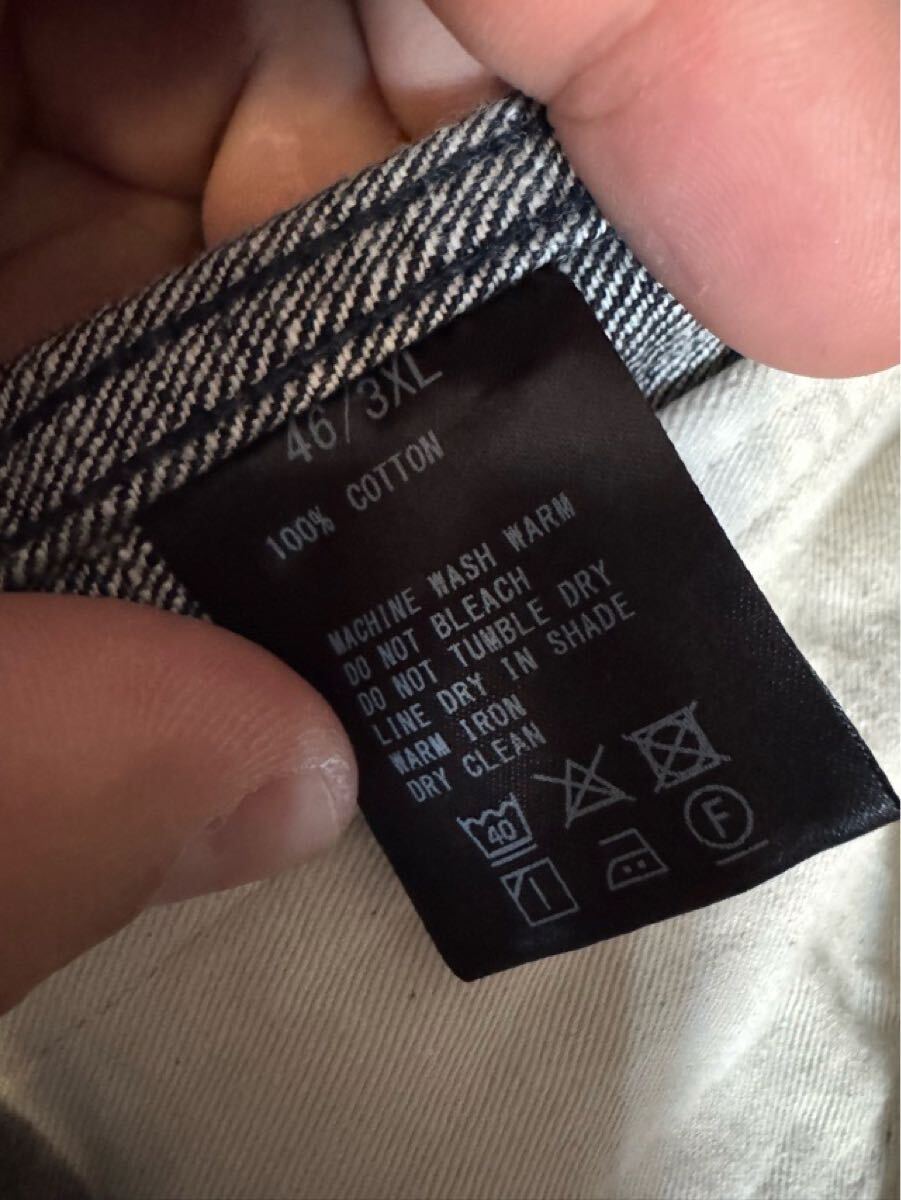 46/3XL
100% COTTON
MACHINE WASH WARM
DO NOT BLEACH
DO NOT TUMBLE DRY
LINE DRY IN SHADE
WARM IRON
DRY CLEAN
40
F